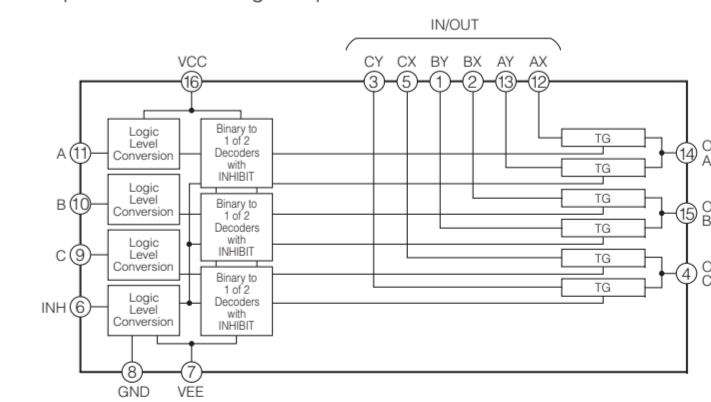 IN/OUT
VCC
CY CX BY BX AY AX
16 3 5 1 2 13 12
Logic
Level
Conversion
Binary to
1 of 2
Decoders
with
INHIBIT
A 11
TG
14
TG
Logic
Level
Conversion
B 10
TG
Binary to
1 of 2
Decoders
with
INHIBIT
15
TG
Logic
Level
Conversion
C 9
TG
4
Binary to
1 of 2
Decoders
with
INHIBIT
TG
Logic
Level
Conversion
INH 6
8 7
GND VEE